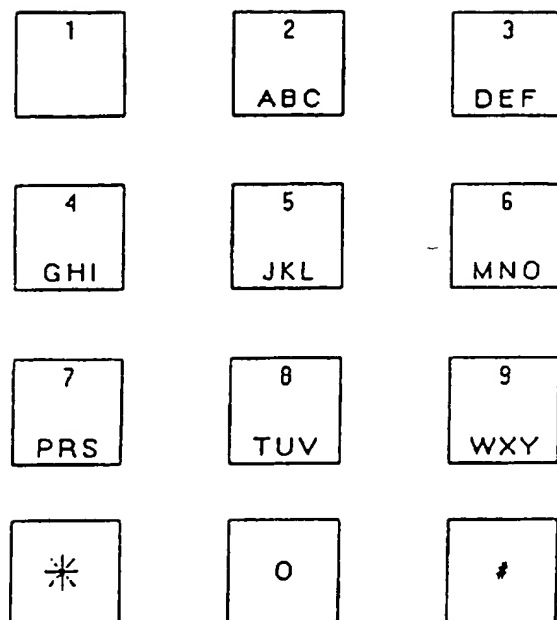 1 2 3
ABC DEF
4 5 6
GHI JKL MNO
7 8 9
PRS TUV WXY
* 0 #